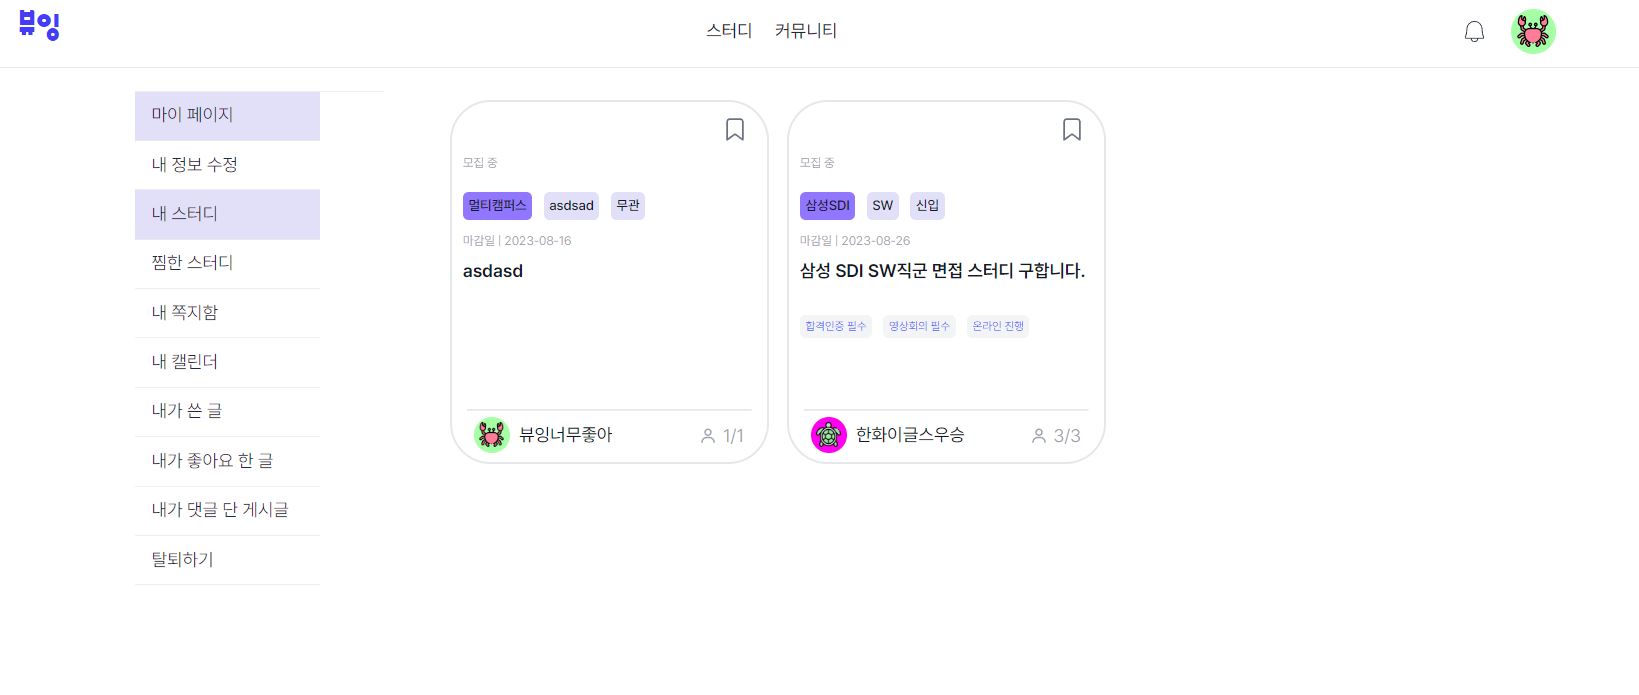 뷰잉
스터디 커뮤니티
마이 페이지
내 정보 수정
내 스터디
찜한 스터디
내 쪽지함
내 캘린더
내가 쓴 글
내가 좋아요 한 글
내가 댓글 단 게시글
탈퇴하기
모집 중
멀티캠퍼스 asdsad 무관
마감일 | 2023-08-16
asdasd
뷰잉너무좋아 1/1
모집 중
삼성SDI SW 신입
마감일 | 2023-08-26
삼성 SDI SW직군 면접 스터디 구합니다.
합격인증 필수 영상회의 필수 온라인 진행
한화이글스우승 3/3